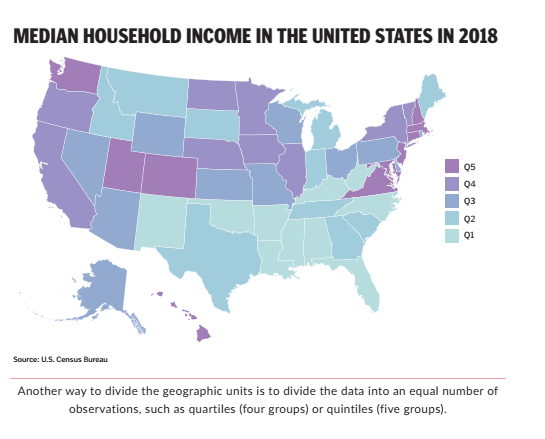 MEDIAN HOUSEHOLD INCOME IN THE UNITED STATES IN 2018
Q5
Q4
Q3
Q2
Q1
Source: U.S. Census Bureau
Another way to divide the geographic units is to divide the data into an equal number of
observations, such as quartiles (four groups) or quintiles (five groups).